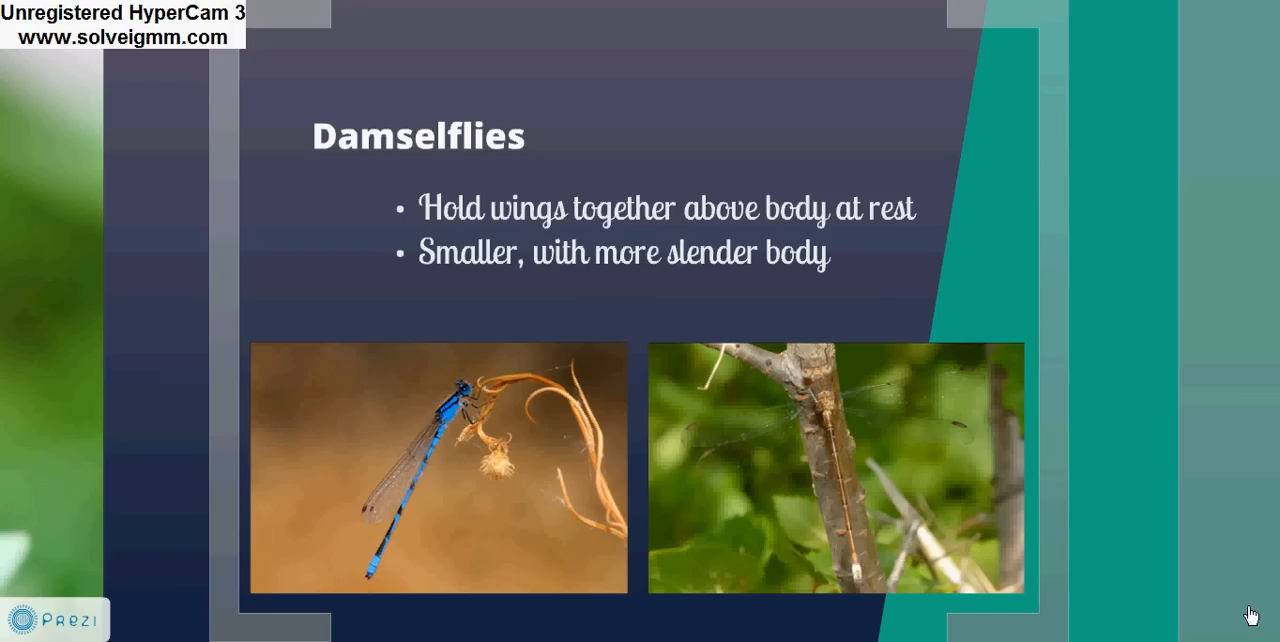 Unregistered HyperCam 3
www.solveigmm.com
Damselflies
• Hold wings together above body at rest
• Smaller, with more slender body
Prezi